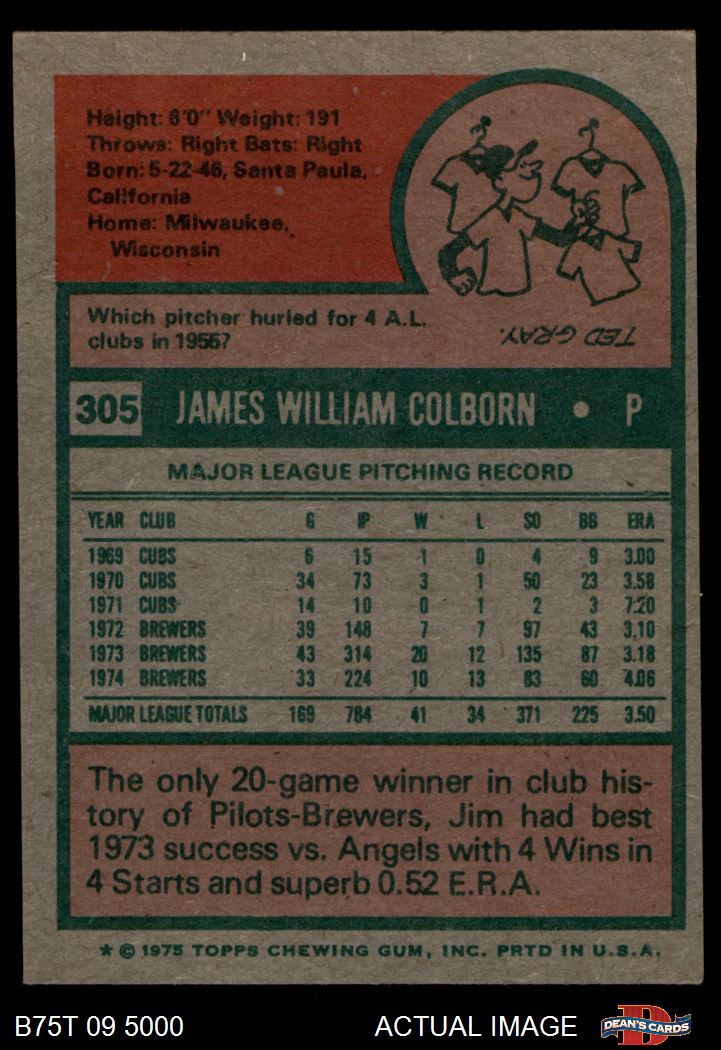 Height: 6'0" Weight: 191
Throws: Right Bats: Right
Born: 5-22-46, Santa Paula,
California
Home: Milwaukee,
Wisconsin
Which pitcher hurled for 4 A.L.
clubs in 1955?
TED GRAY.
305 JAMES WILLIAM COLBORN • P
MAJOR LEAGUE PITCHING RECORD
YEAR CLUB G IP W L SO BB ERA
1969 CUBS 6 15 1 0 4 9 3.00
1970 CUBS 34 73 3 1 50 23 3.58
1971 CUBS 14 10 0 1 2 3 7.20
1972 BREWERS 39 148 7 7 97 43 3.10
1973 BREWERS 43 314 20 12 135 87 3.18
1974 BREWERS 33 224 10 13 83 60 4.06
MAJOR LEAGUE TOTALS 169 784 41 34 371 225 3.50
The only 20-game winner in club his-
tory of Pilots-Brewers, Jim had best
1973 success vs. Angels with 4 Wins in
4 Starts and superb 0.52 E.R.A.
* © 1975 TOPPS CHEWING GUM, INC. PRTD IN U.S.A.
B75T 09 5000 ACTUAL IMAGE D DEAN'S CARDS